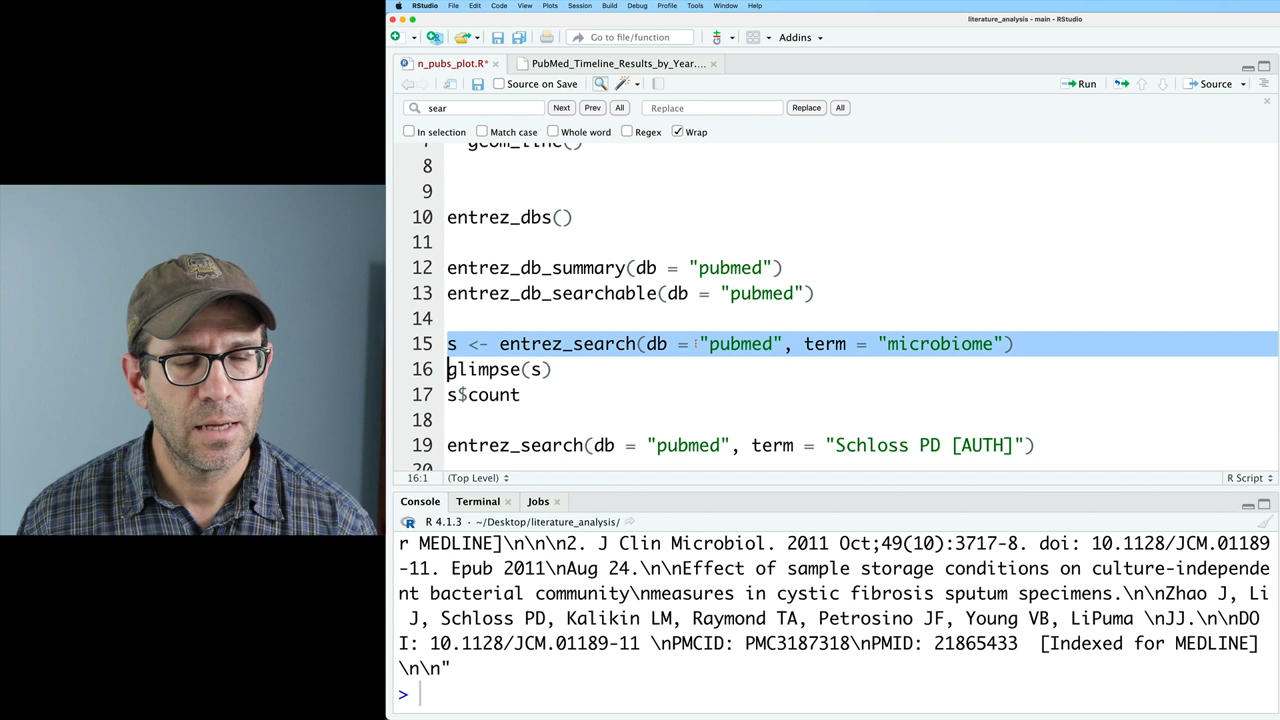 RStudio File Edit Code View Plots Session Build Debug Profile Tools Window Help
literature_analysis - main - RStudio
Go to file/function Addins
n_pubs_plot.R* PubMed_Timeline_Results_by_Year....
Source on Save Run Source
sear Next Prev All Replace Replace All
In selection Match case Whole word Regex Wrap
7 geom_line()
8
9
10 entrez_dbs()
11
12 entrez_db_summary(db = "pubmed")
13 entrez_db_searchable(db = "pubmed")
14
15 s <- entrez_search(db = "pubmed", term = "microbiome")
16 glimpse(s)
17 s$count
18
19 entrez_search(db = "pubmed", term = "Schloss PD [AUTH]")
20
16:1 (Top Level) R Script
Console Terminal Jobs
R 4.1.3 · ~/Desktop/literature_analysis/
r MEDLINE]\n\n\n2. J Clin Microbiol. 2011 Oct;49(10):3717-8. doi: 10.1128/JCM.01189
-11. Epub 2011\nAug 24.\n\nEffect of sample storage conditions on culture-independe
nt bacterial community\nmeasures in cystic fibrosis sputum specimens.\n\nZhao J, Li
J, Schloss PD, Kalikin LM, Raymond TA, Petrosino JF, Young VB, LiPuma \nJJ.\n\nDO
I: 10.1128/JCM.01189-11 \nPMCID: PMC3187318\nPMID: 21865433  [Indexed for MEDLINE]
\n\n"
>